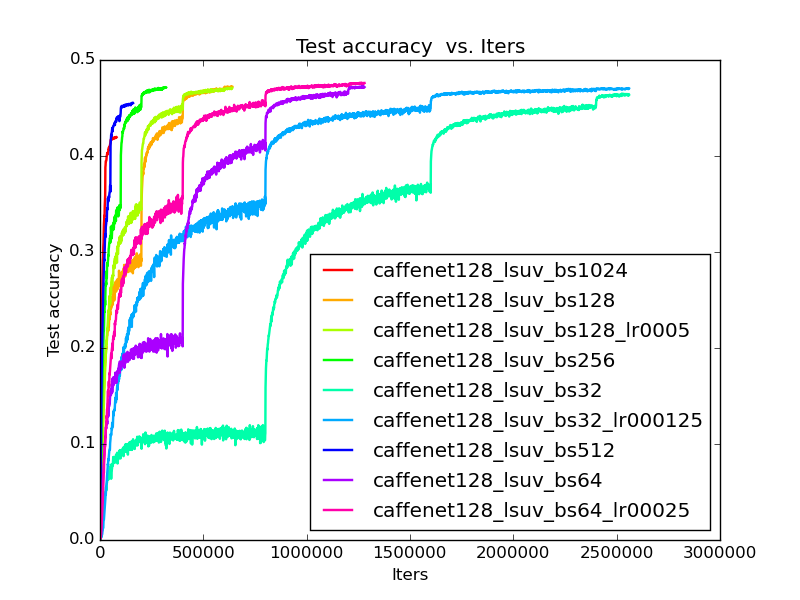 Test accuracy  vs. Iters
0.5
0.4
0.3
0.2
0.1
0.0
Test accuracy
caffenet128_lsuv_bs1024
caffenet128_lsuv_bs128
caffenet128_lsuv_bs128_lr0005
caffenet128_lsuv_bs256
caffenet128_lsuv_bs32
caffenet128_lsuv_bs32_lr000125
caffenet128_lsuv_bs512
caffenet128_lsuv_bs64
caffenet128_lsuv_bs64_lr00025
0 500000 1000000 1500000 2000000 2500000 3000000
Iters